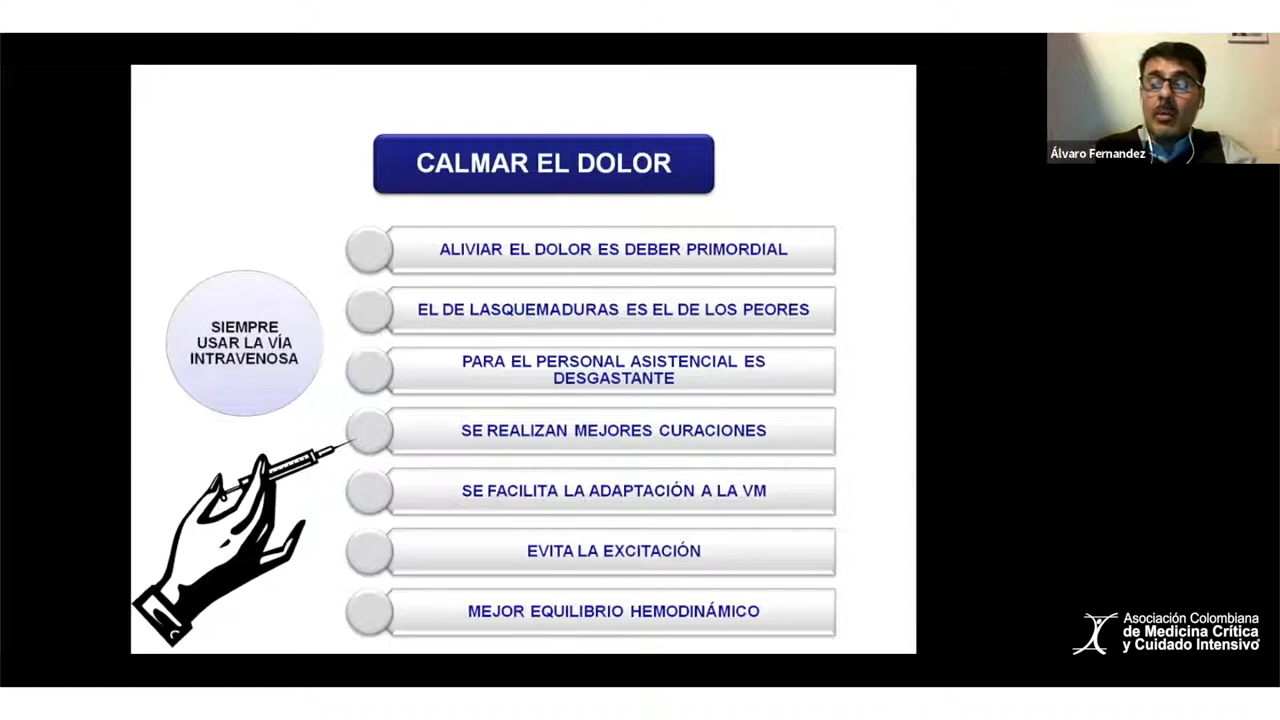 CALMAR EL DOLOR
ALIVIAR EL DOLOR ES DEBER PRIMORDIAL
EL DE LASQUEMADURAS ES EL DE LOS PEORES
PARA EL PERSONAL ASISTENCIAL ES
DESGASTANTE
SE REALIZAN MEJORES CURACIONES
SE FACILITA LA ADAPTACIÓN A LA VM
EVITA LA EXCITACIÓN
MEJOR EQUILIBRIO HEMODINÁMICO
SIEMPRE
USAR LA VÍA
INTRAVENOSA
Álvaro Fernandez
Asociación Colombiana
de Medicina Crítica
y Cuidado Intensivo